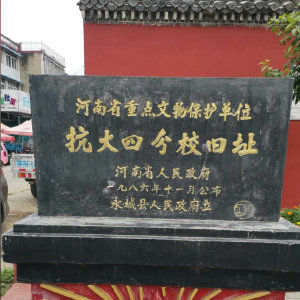 河南省重点文物保护单位
抗大四分校旧址
河南省人民政府
一九八六年十一月公布
永城县人民政府立